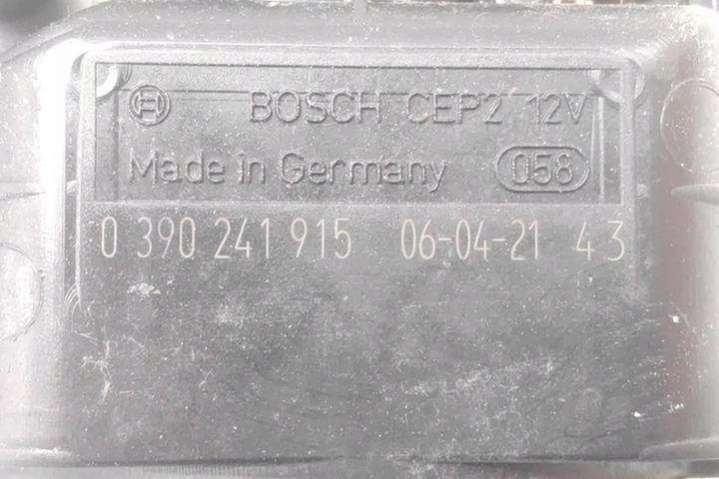 BOSCH CEP2 12V
Made in Germany 058
0 390 241 915 06-04-21 43